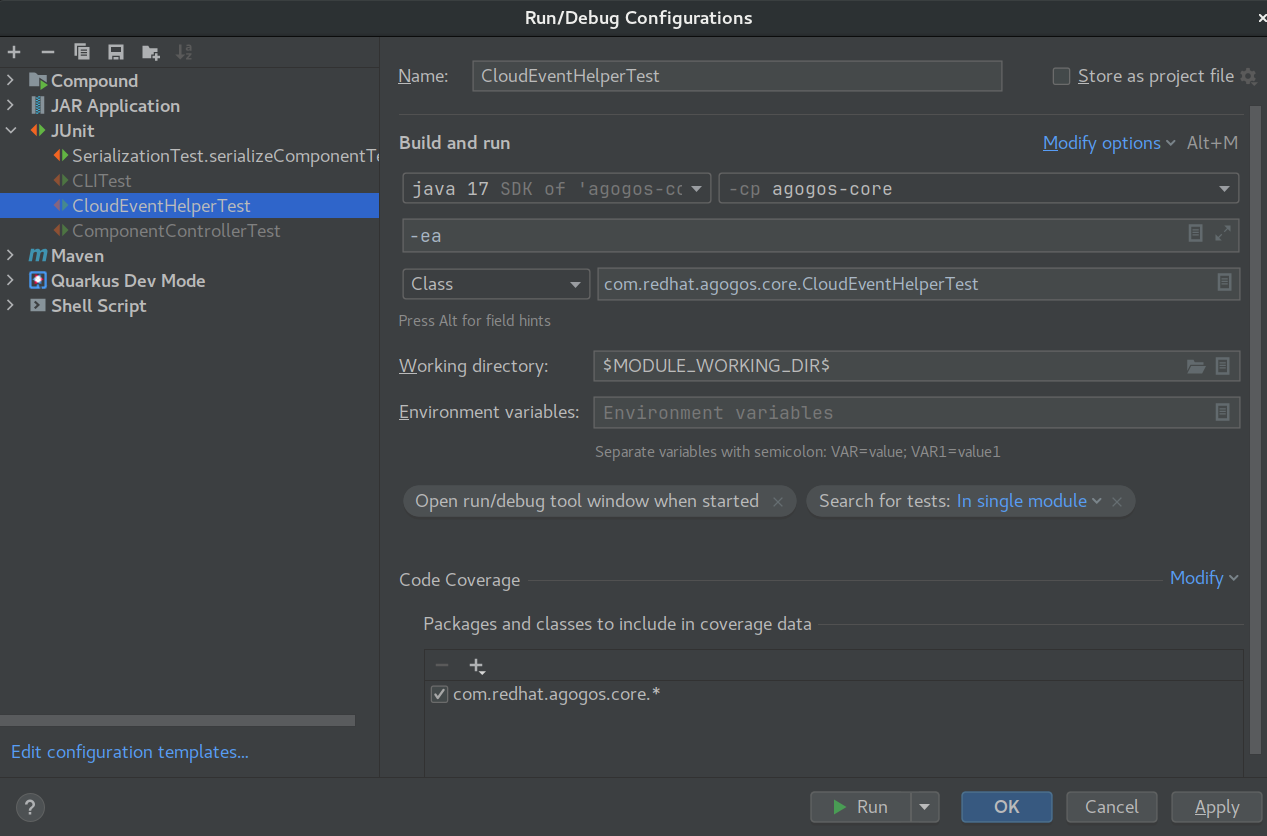 Run/Debug Configurations
Compound
JAR Application
JUnit
SerializationTest.serializeComponentTe
CLITest
CloudEventHelperTest
ComponentControllerTest
Maven
Quarkus Dev Mode
Shell Script
Edit configuration templates...
Name: CloudEventHelperTest Store as project file
Build and run Modify options Alt+M
java 17 SDK of 'agogos-cc -cp agogos-core
-ea
Class com.redhat.agogos.core.CloudEventHelperTest
Press Alt for field hints
Working directory: $MODULE_WORKING_DIR$
Environment variables: Environment variables
Separate variables with semicolon: VAR=value; VAR1=value1
Open run/debug tool window when started × Search for tests: In single module ×
Code Coverage Modify
Packages and classes to include in coverage data
com.redhat.agogos.core.*
? Run OK Cancel Apply